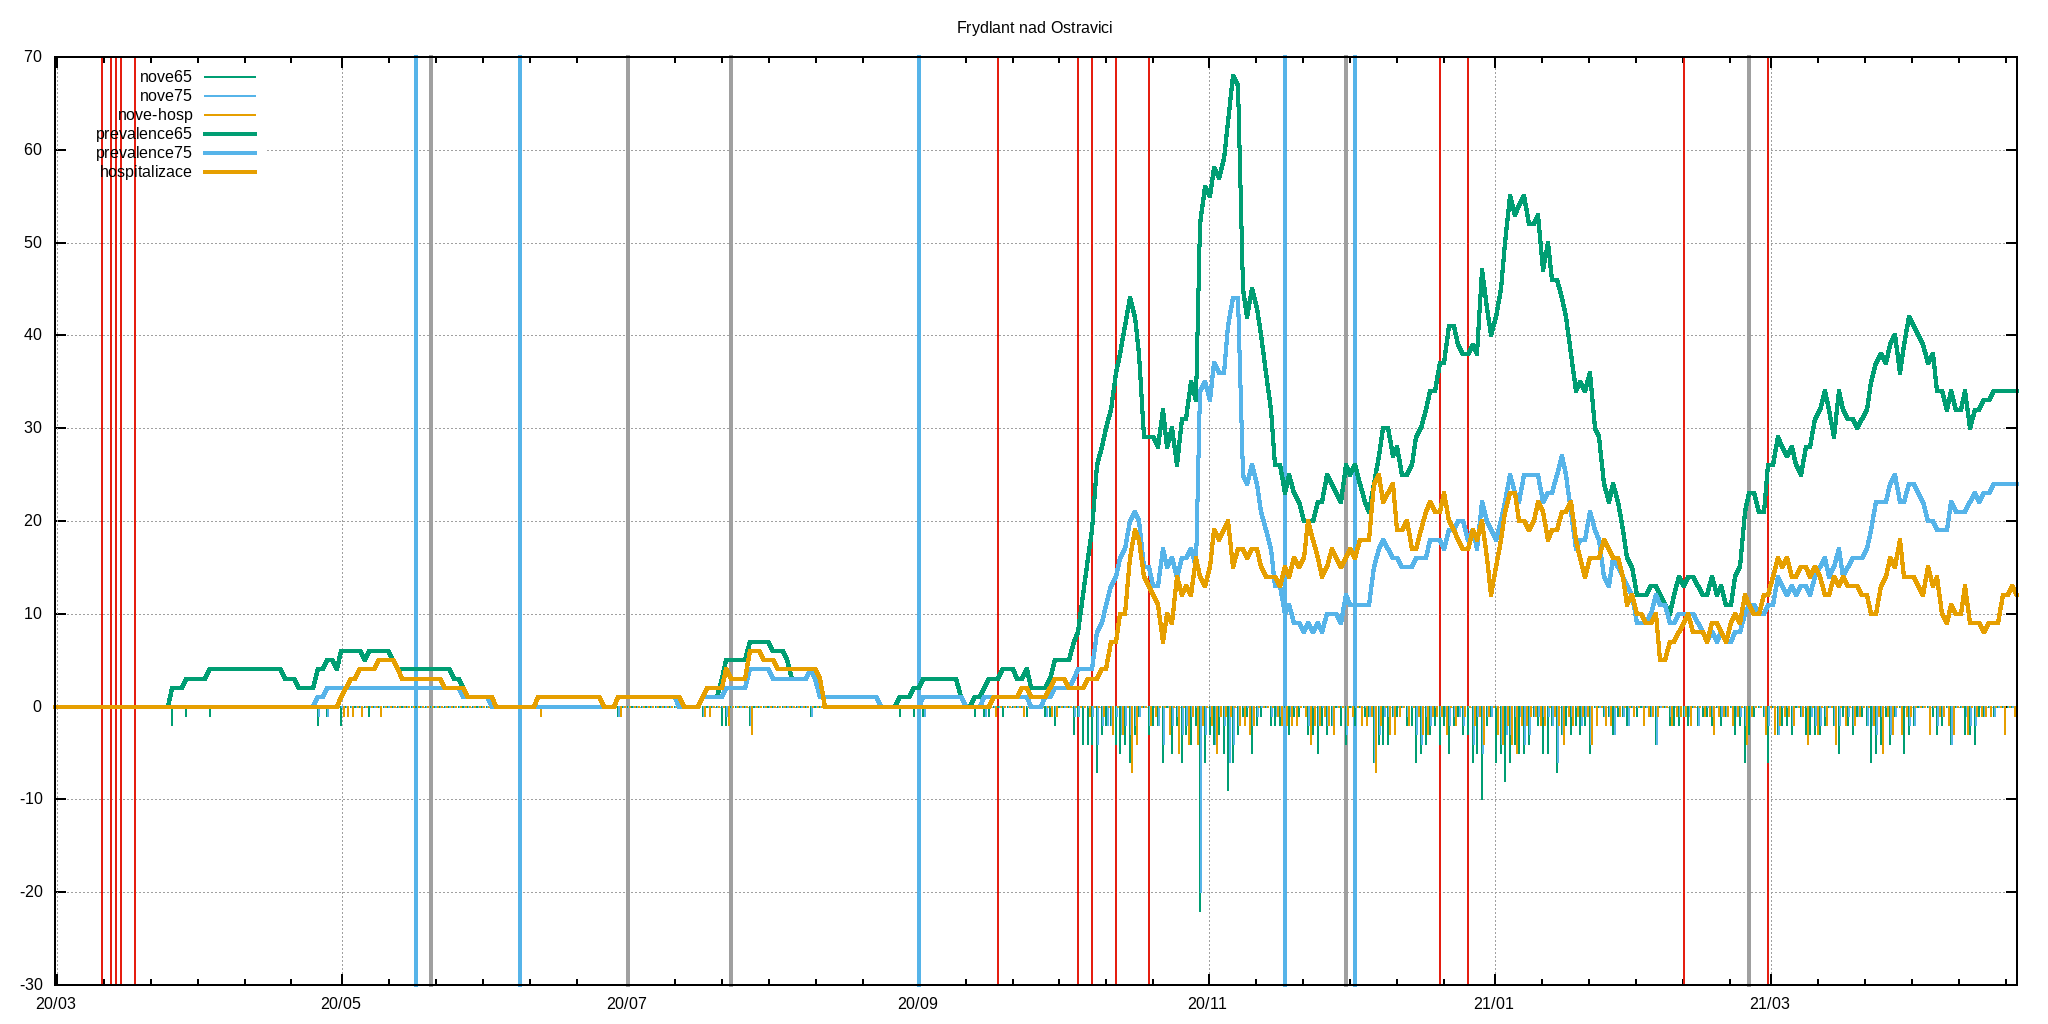 Frydlant nad Ostravici
70
60
50
40
30
20
10
0
-10
-20
-30
nove65
nove75
nove-hosp
prevalence65
prevalence75
hospitalizace
20/03 20/05 20/07 20/09 20/11 21/01 21/03